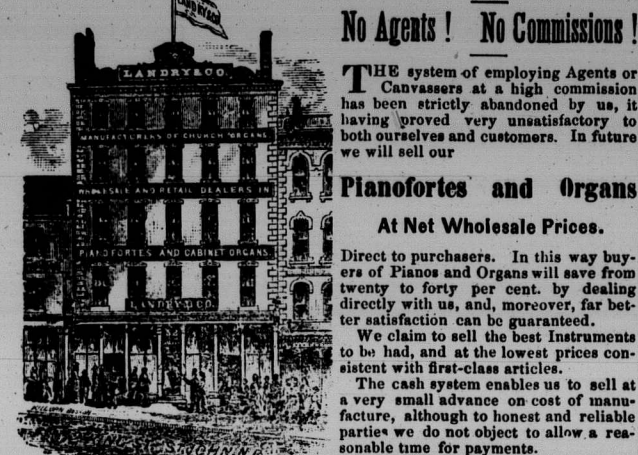 LANDRY & CO
LANDRY & CO.
MANUFACTURERS OF CHURCH ORGANS
WHOLESALE AND RETAIL DEALERS IN
PIANOFORTES AND CABINET ORGANS.
LANDRY & CO.
ST. JOHN N.B.
No Agents ! No Commissions !
THE system of employing Agents or
Canvassers at a high commission
has been strictly abandoned by us, it
having proved very unsatisfactory to
both ourselves and customers. In future
we will sell our
Pianofortes and Organs
At Net Wholesale Prices.
Direct to purchasers. In this way buy-
ers of Pianos and Organs will save from
twenty to forty per cent. by dealing
directly with us, and, moreover, far bet-
ter satisfaction can be guaranteed.
We claim to sell the best Instruments
to be had, and at the lowest prices con-
sistent with first-class articles.
The cash system enables us to sell at
a very small advance on cost of manu-
facture, although to honest and reliable
parties we do not object to allow a rea-
sonable time for payments.